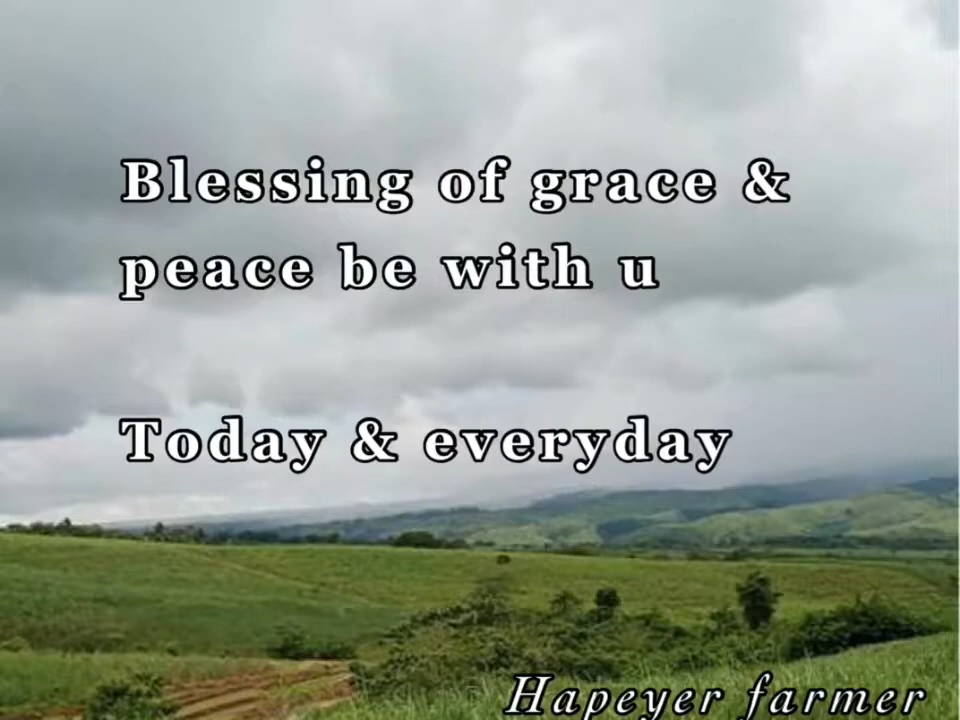 Blessing of grace &
peace be with u
Today & everyday
Hapeyer farmer